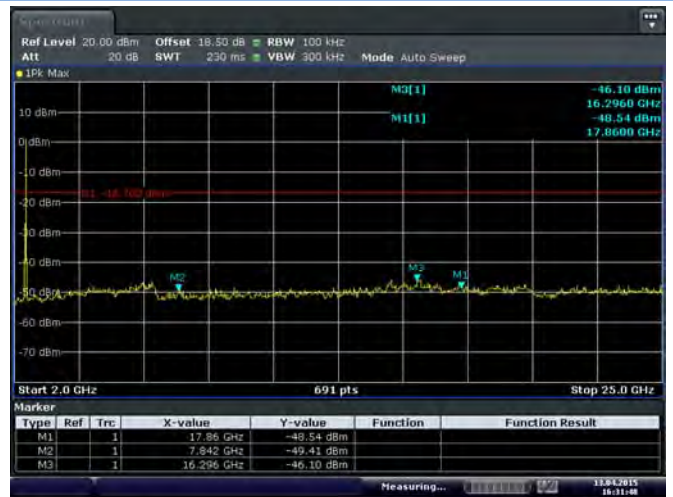 Spectrum
Ref Level 20.00 dBm Offset 18.50 dB RBW 100 kHz
Att 20 dB SWT 230 ms VBW 300 kHz Mode Auto Sweep
1Pk Max
M3[1] -46.10 dBm
16.2960 GHz
10 dBm
M1[1] -48.54 dBm
17.8600 GHz
0 dBm
-10 dBm
-20 dBm
-30 dBm
-40 dBm
M2 M3 M1
-50 dBm
-60 dBm
-70 dBm
Start 2.0 GHz 691 pts Stop 25.0 GHz
Marker
Type Ref Trc X-value Y-value Function Function Result
M1 1 17.86 GHz -48.54 dBm
M2 1 7.842 GHz -49.41 dBm
M3 1 16.296 GHz -46.10 dBm
Measuring... 13.04.2015
16:31:48